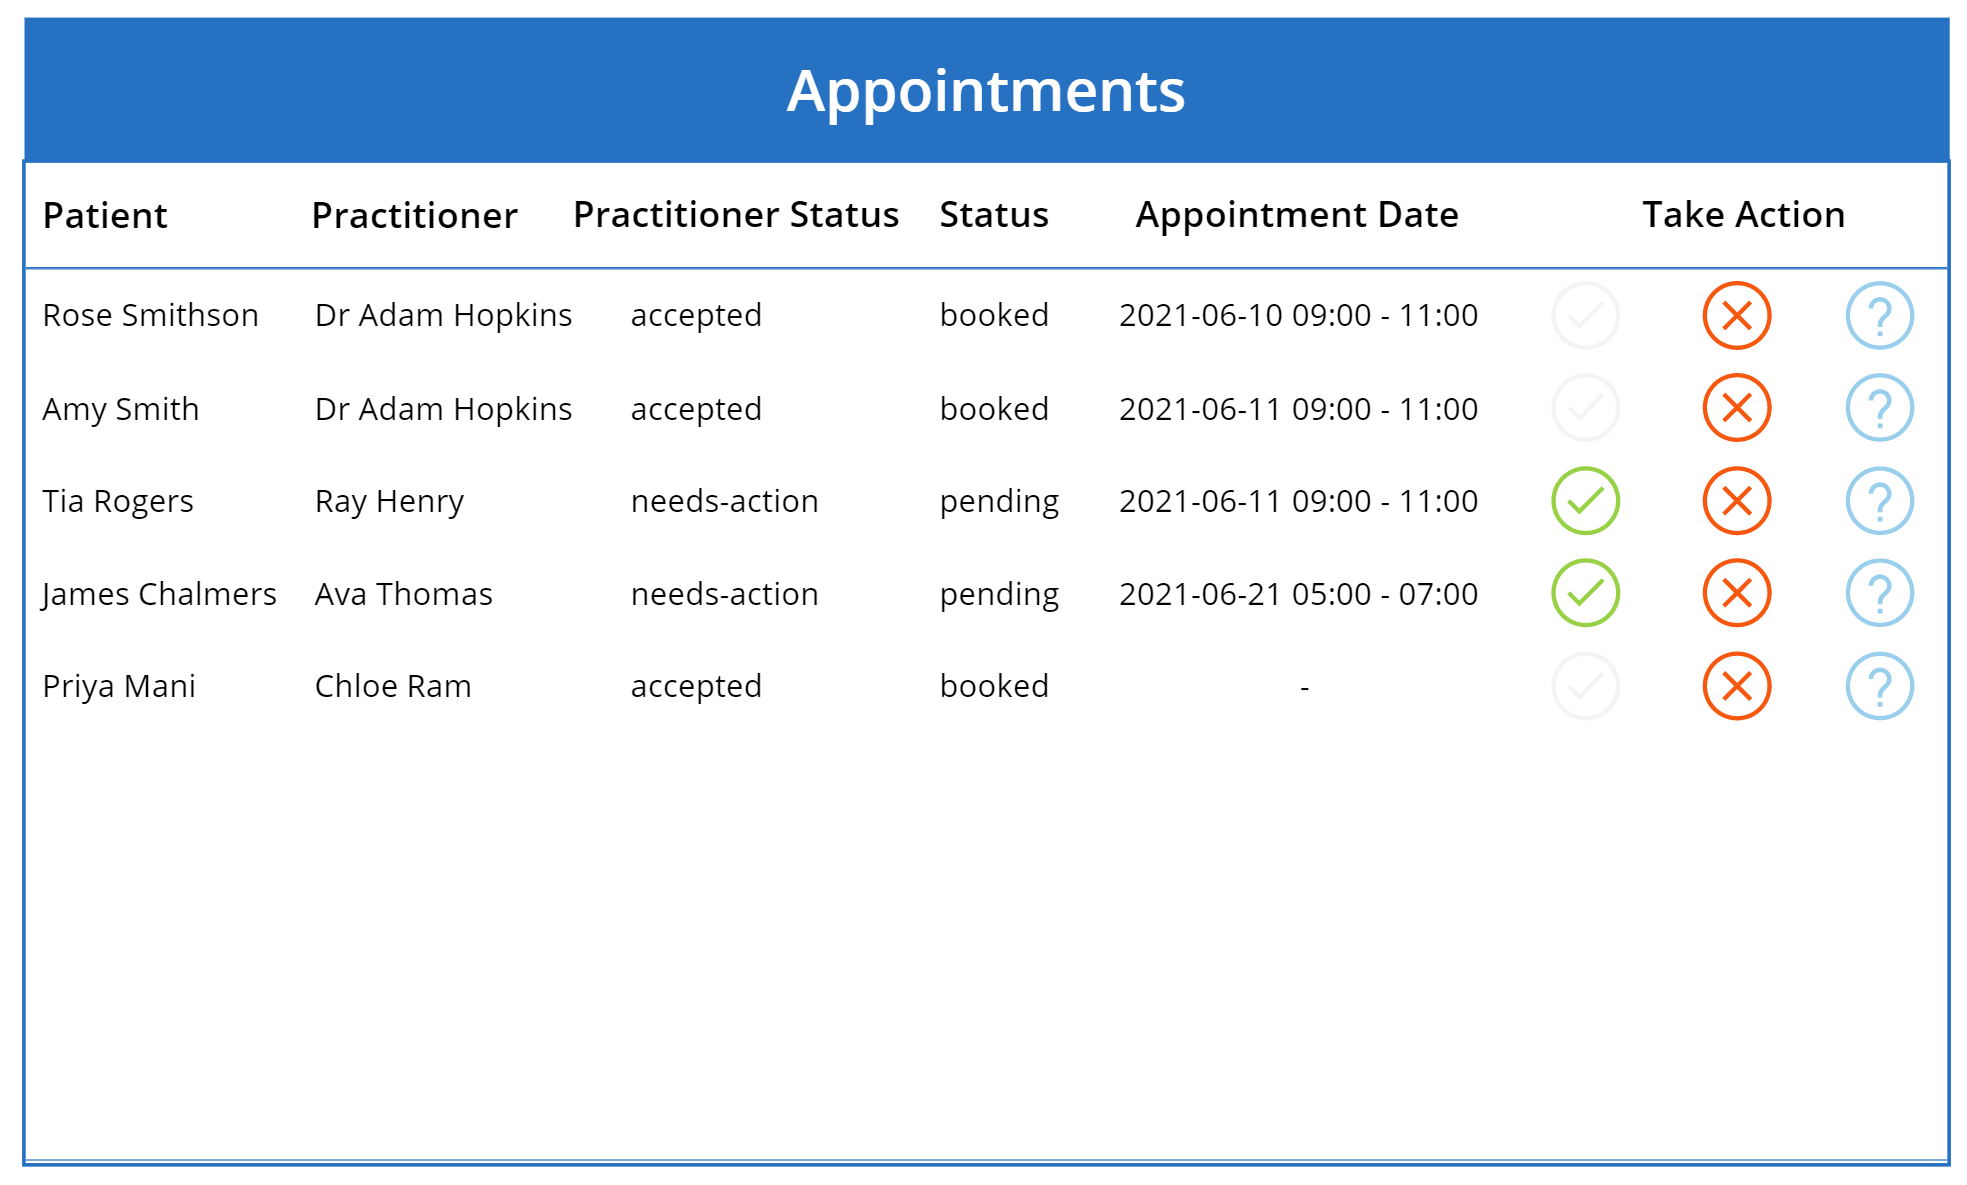 Appointments
Patient Practitioner Practitioner Status Status Appointment Date Take Action
Rose Smithson Dr Adam Hopkins accepted booked 2021-06-10 09:00 - 11:00
Amy Smith Dr Adam Hopkins accepted booked 2021-06-11 09:00 - 11:00
Tia Rogers Ray Henry needs-action pending 2021-06-11 09:00 - 11:00
James Chalmers Ava Thomas needs-action pending 2021-06-21 05:00 - 07:00
Priya Mani Chloe Ram accepted booked -